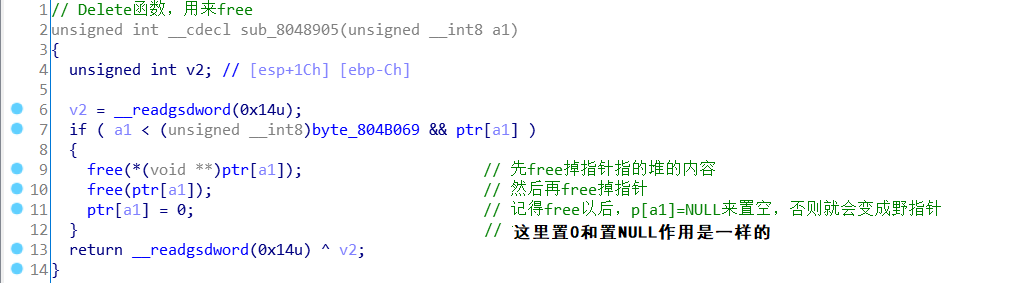 1 // Delete函数，用来free
2 unsigned int __cdecl sub_8048905(unsigned __int8 a1)
3 {
4   unsigned int v2; // [esp+1Ch] [ebp-Ch]
5
6   v2 = __readgsdword(0x14u);
7   if ( a1 < (unsigned __int8)byte_804B069 && ptr[a1] )
8   {
9     free(*(void **)ptr[a1]); // 先free掉指针指的堆的内容
10     free(ptr[a1]); // 然后再free掉指针
11     ptr[a1] = 0; // 记得free以后，p[a1]=NULL来置空，否则就会变成野指针
12   } // 这里置0和置NULL作用是一样的
13   return __readgsdword(0x14u) ^ v2;
14 }